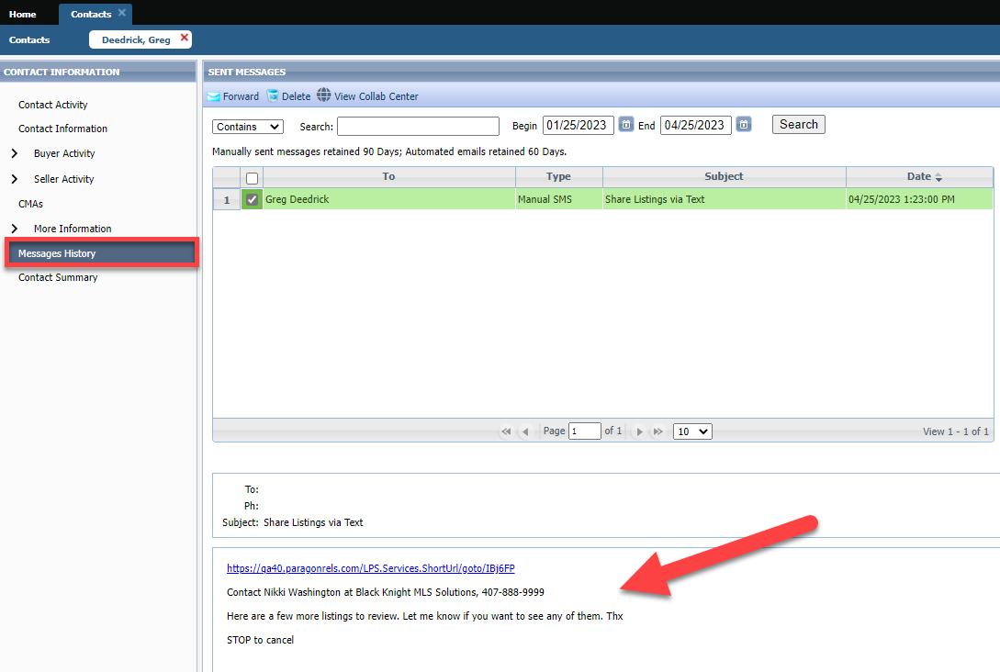 Home Contacts
Contacts Deedrick, Greg
CONTACT INFORMATION
Contact Activity
Contact Information
Buyer Activity
Seller Activity
CMAs
More Information
Messages History
Contact Summary
SENT MESSAGES
Forward Delete View Collab Center
Contains Search: Begin 01/25/2023 End 04/25/2023 Search
Manually sent messages retained 90 Days; Automated emails retained 60 Days.
To Type Subject Date
1 Greg Deedrick Manual SMS Share Listings via Text 04/25/2023 1:23:00 PM
Page 1 of 1 10 View 1 - 1 of 1
To:
Ph:
Subject: Share Listings via Text
https://qa40.paragonrels.com/LPS.Services.ShortUrl/goto/IBj6FP
Contact Nikki Washington at Black Knight MLS Solutions, 407-888-9999
Here are a few more listings to review. Let me know if you want to see any of them. Thx
STOP to cancel